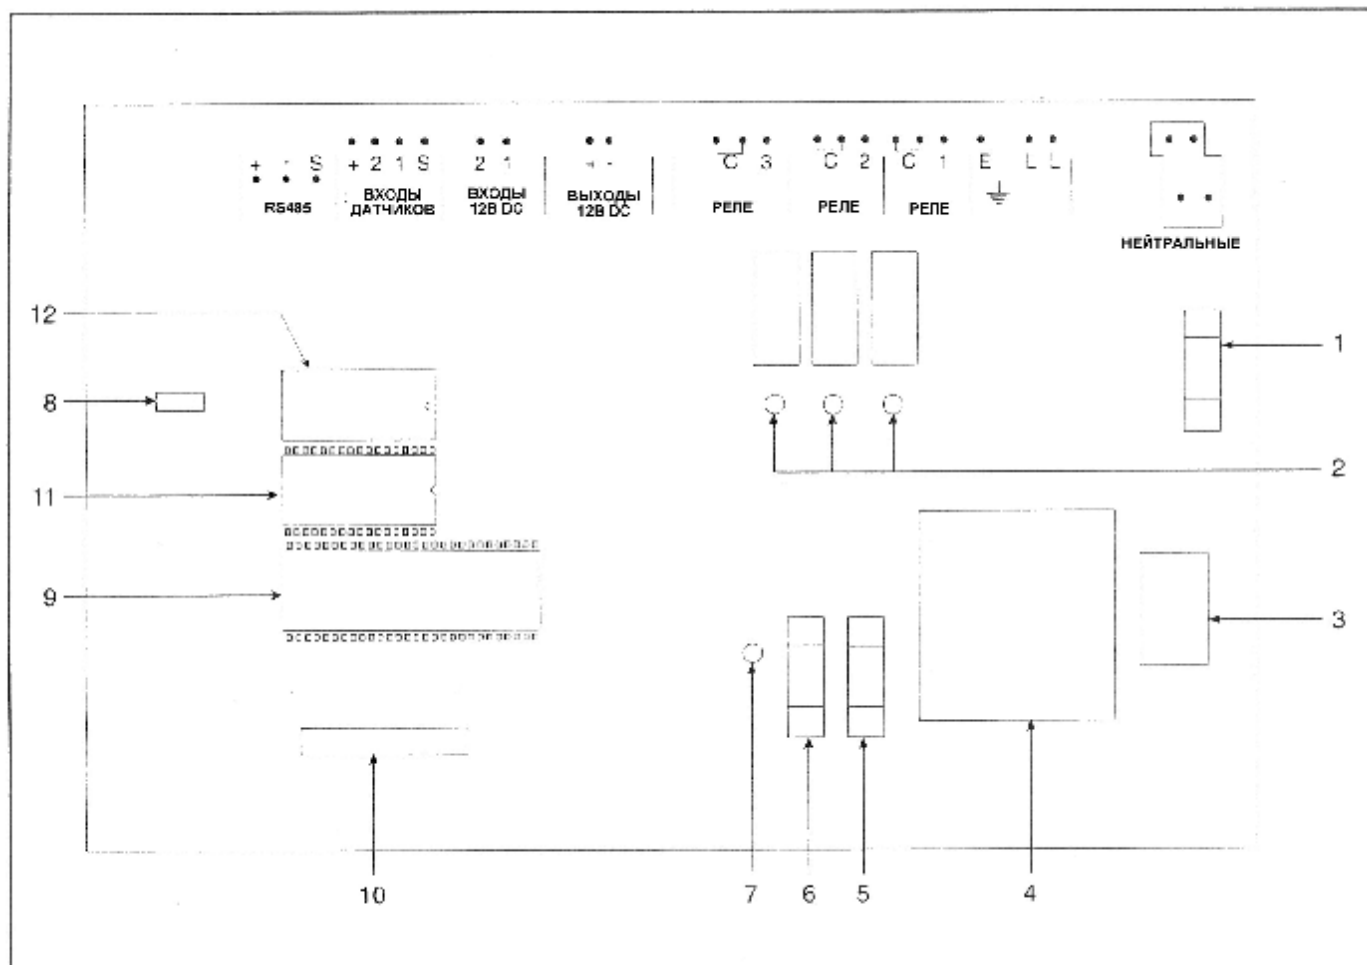 + - S
+ 2 1 S
2 1
+ -
C 3
C 2
C 1
E
L L
RS485
ВХОДЫ
ДАТЧИКОВ
ВХОДЫ
12В DC
ВЫХОДЫ
12В DC
РЕЛЕ
РЕЛЕ
РЕЛЕ
НЕЙТРАЛЬНЫЕ
12
1
8
2
11
9
3
10
7
6
5
4